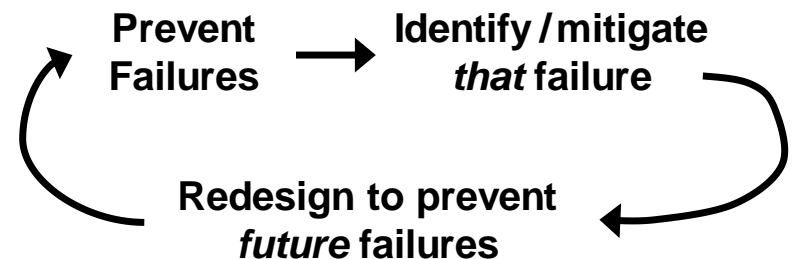 Prevent
Failures
Identify / mitigate
that failure
Redesign to prevent
future failures